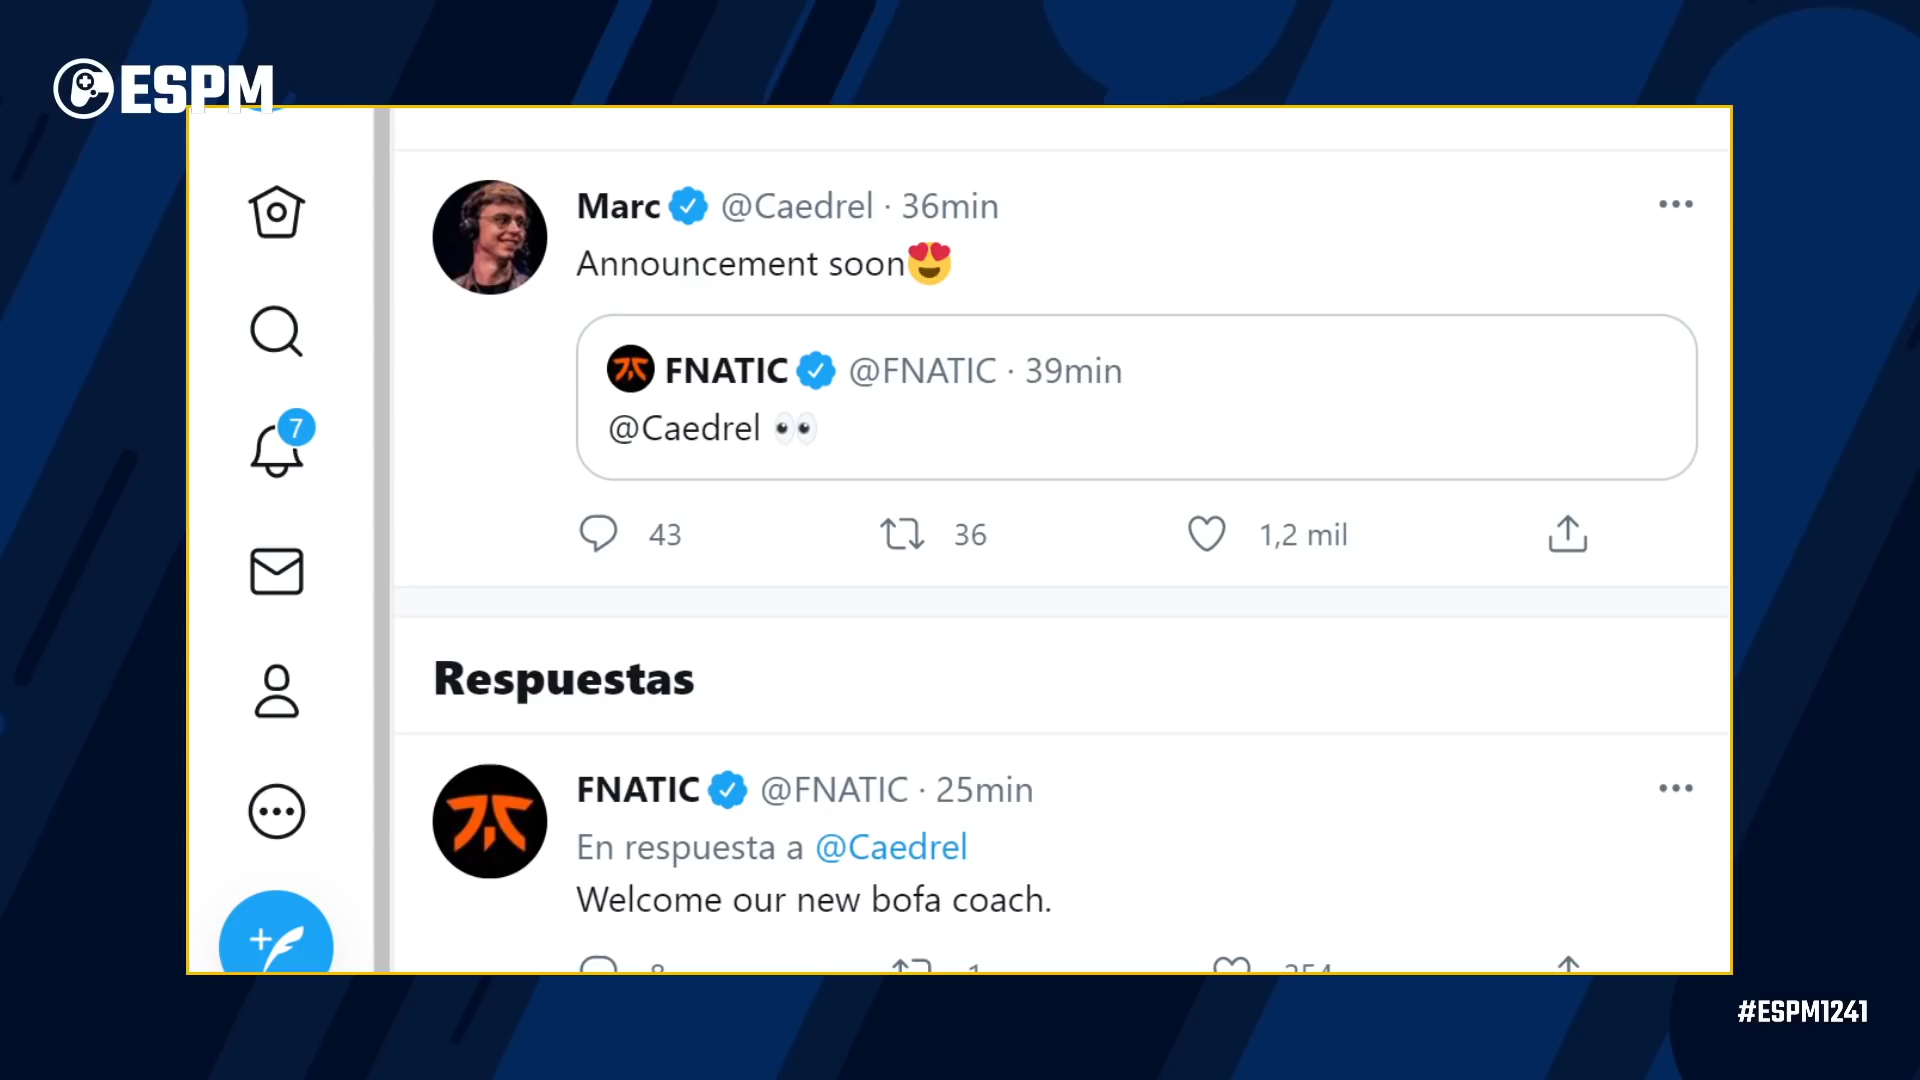 ESPM
Marc @Caedrel · 36min
Announcement soon😍
FNATIC @FNATIC · 39min
@Caedrel 👀
7
43 36 1,2 mil
Respuestas
FNATIC @FNATIC · 25min
En respuesta a @Caedrel
Welcome our new bofa coach.
#ESPM1241